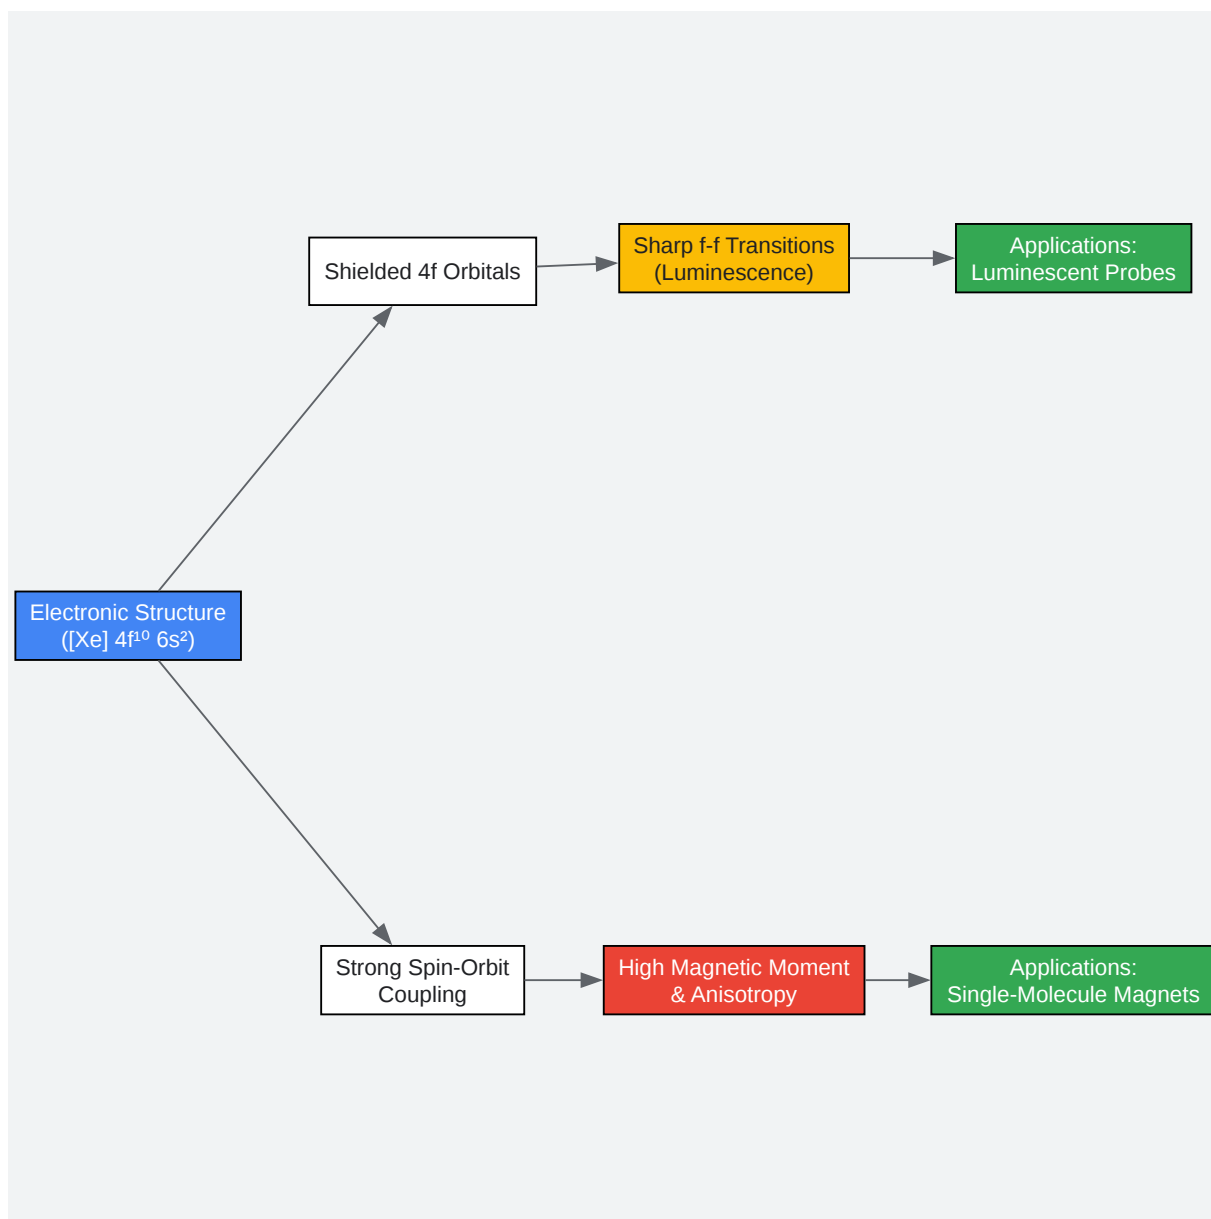 Shielded 4f Orbitals
Sharp f-f Transitions
(Luminescence)
Applications:
Luminescent Probes
Electronic Structure
([Xe] 4f¹⁰ 6s²)
Strong Spin-Orbit
Coupling
High Magnetic Moment
& Anisotropy
Applications:
Single-Molecule Magnets